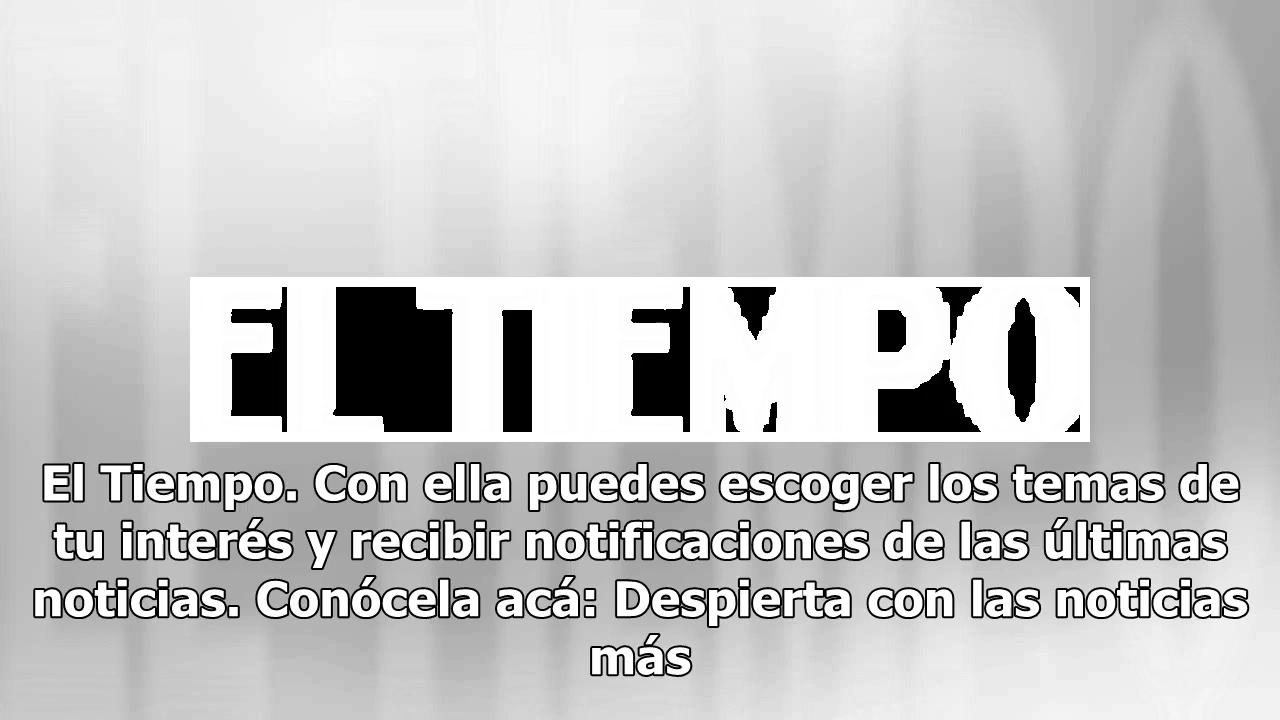 EL TIEMPO
El Tiempo. Con ella puedes escoger los temas de
tu interés y recibir notificaciones de las últimas
noticias. Conócela acá: Despierta con las noticias
más